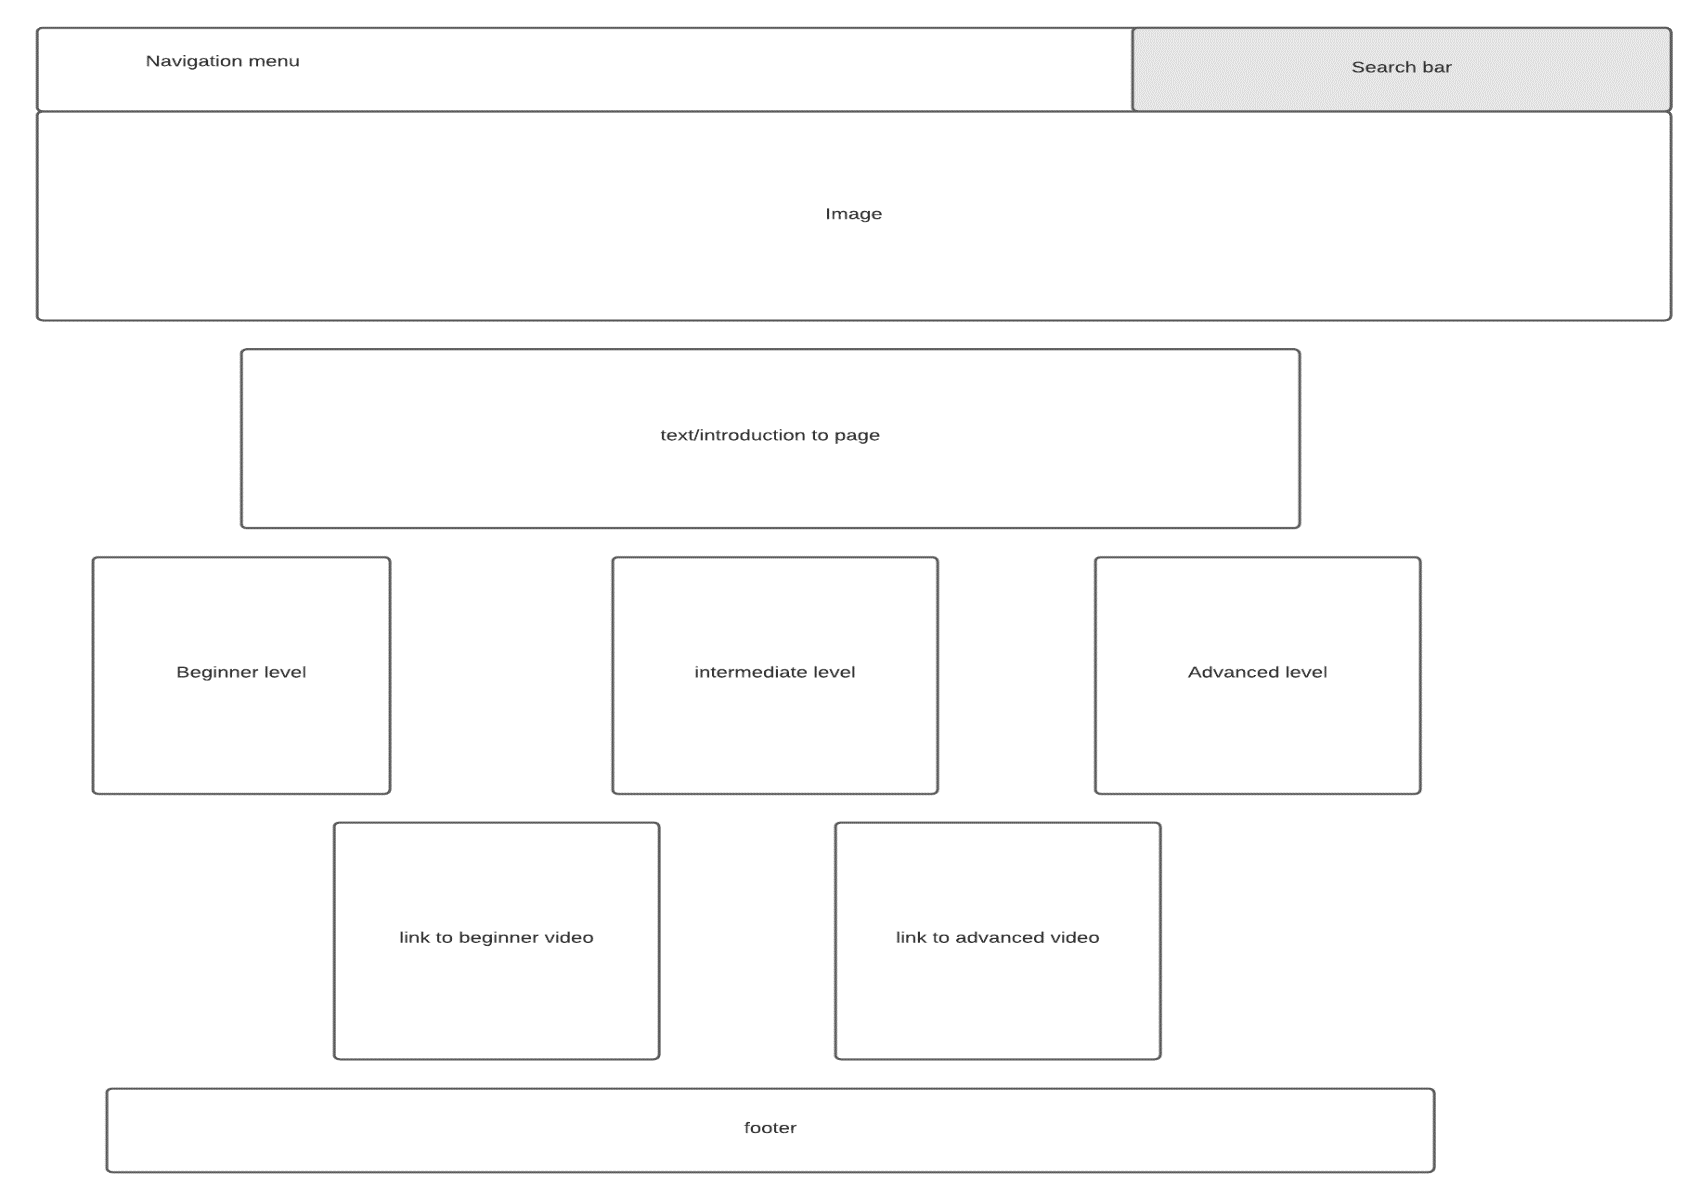 Navigation menu
Search bar
Image
text/introduction to page
Beginner level
intermediate level
Advanced level
link to beginner video
link to advanced video
footer